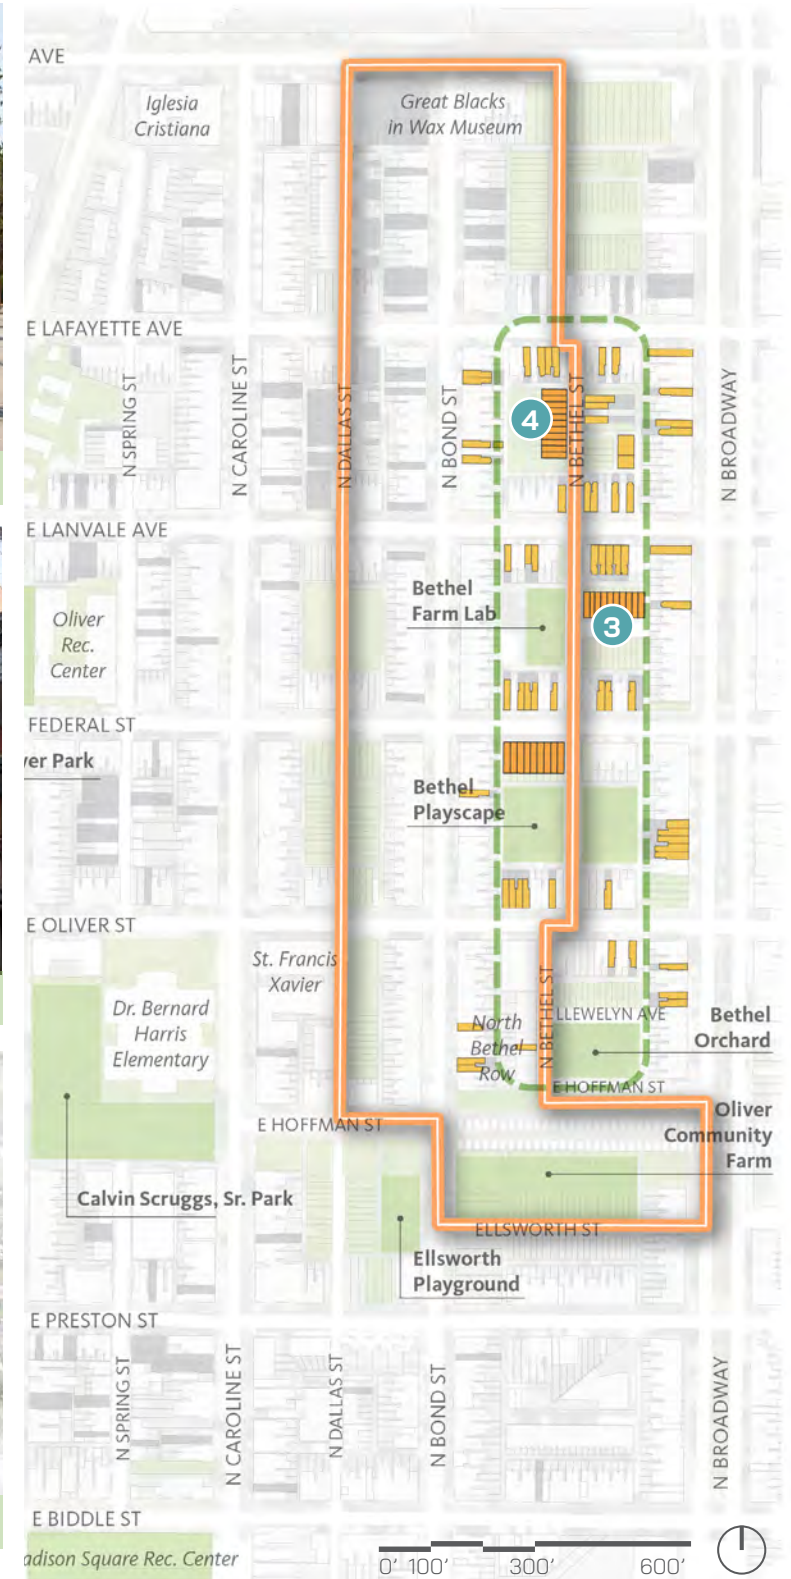 AVE
Iglesia
Cristiana
Great Blacks
in Wax Museum
E LAFAYETTE AVE
N SPRING ST
N CAROLINE ST
N DALLAS ST
N BOND ST
N BETHEL ST
N BROADWAY
4
E LANVALE AVE
Oliver
Rec.
Center
Bethel
Farm Lab
3
FEDERAL ST
ver Park
Bethel
Playscape
E OLIVER ST
St. Francis
Xavier
Dr. Bernard
Harris
Elementary
N BETHEL ST
LLEWELYN AVE
North
Bethel
Row
Bethel
Orchard
E HOFFMAN ST
E HOFFMAN ST
Oliver
Community
Farm
Calvin Scruggs, Sr. Park
ELLSWORTH ST
Ellsworth
Playground
E PRESTON ST
N SPRING ST
N CAROLINE ST
N DALLAS ST
N BOND ST
N BROADWAY
E BIDDLE ST
adison Square Rec. Center
0' 100' 300' 600'